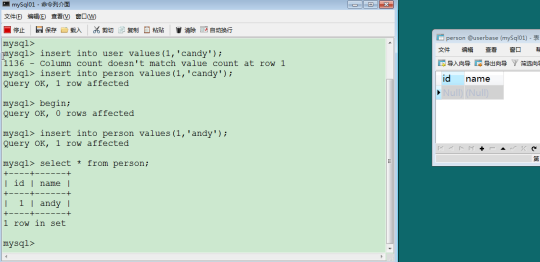 mySql01 - 命令列介面
文件(F) 编辑(E) 查看(V) 窗口(W)
停止 保存 载入 剪切 复制 粘贴 清除 自动换行
mysql>
mysql> insert into user values(1,'candy');
1136 - Column count doesn't match value count at row 1
mysql> insert into person values(1,'candy');
Query OK, 1 row affected
mysql> begin;
Query OK, 0 rows affected
mysql> insert into person values(1,'andy');
Query OK, 1 row affected
mysql> select * from person;
+----+------+
| id | name |
+----+------+
| 1 | andy |
+----+------+
1 row in set
mysql>
person @userbase (mySql01) - 表
文件 编辑 查看 窗口
导入向导 导出向导 筛选向导
id name
(Null) (Null)
第